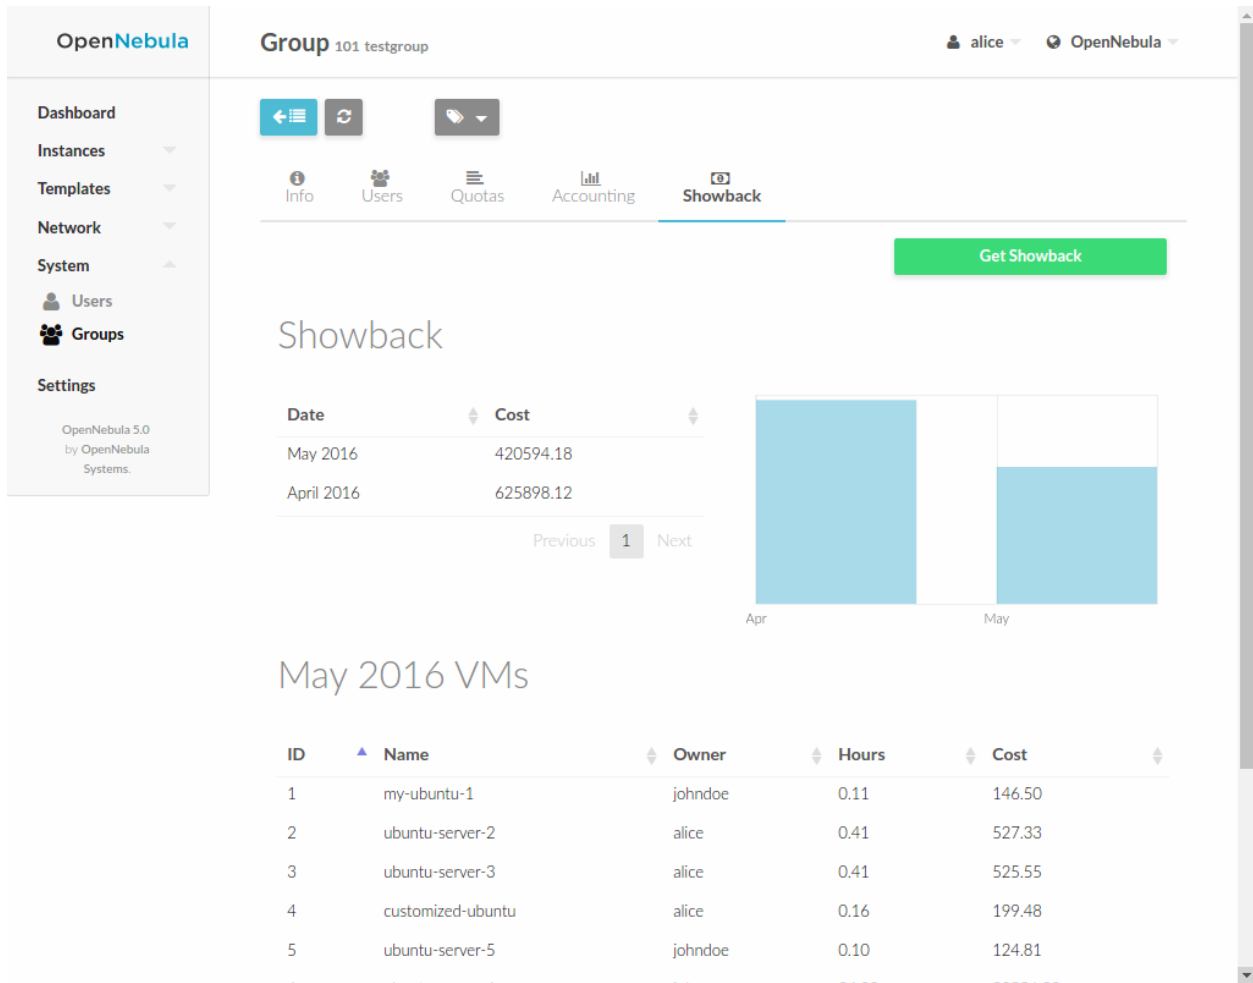 OpenNebula
Group 101 testgroup
alice
OpenNebula
Dashboard
Instances
Templates
Network
System
Users
Groups
Settings
OpenNebula 5.0
by OpenNebula
Systems.
Info
Users
Quotas
Accounting
Showback
Get Showback
Showback
Date Cost
May 2016 420594.18
April 2016 625898.12
Previous 1 Next
Apr May
May 2016 VMs
ID Name Owner Hours Cost
1 my-ubuntu-1 johndoe 0.11 146.50
2 ubuntu-server-2 alice 0.41 527.33
3 ubuntu-server-3 alice 0.41 525.55
4 customized-ubuntu alice 0.16 199.48
5 ubuntu-server-5 johndoe 0.10 124.81